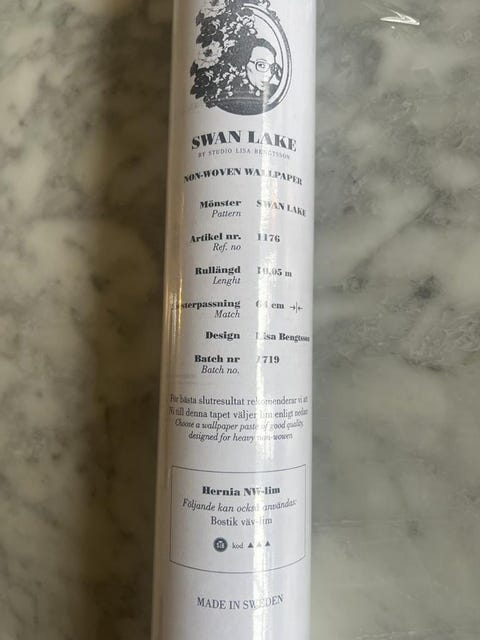 SWAN LAKE
BY STUDIO LISA BENGTSSON
NON-WOVEN WALLPAPER
Mönster SWAN LAKE
Pattern
Artikel nr. 1176
Ref. no
Rullängd 10,05 m
Lenght
64 cm →|←
Match
Design Lisa Bengtsson
Batch nr 719
Batch no.
För bästa slutresultat rekomenderar vi att
Ni till denna tapet väljer lim enligt nedan
Choose a wallpaper paste of good quality,
designed for heavy non-woven
Hernia NW-lim
Följande kan också användas:
Bostik väv-lim
kod ▲▲▲
MADE IN SWEDEN